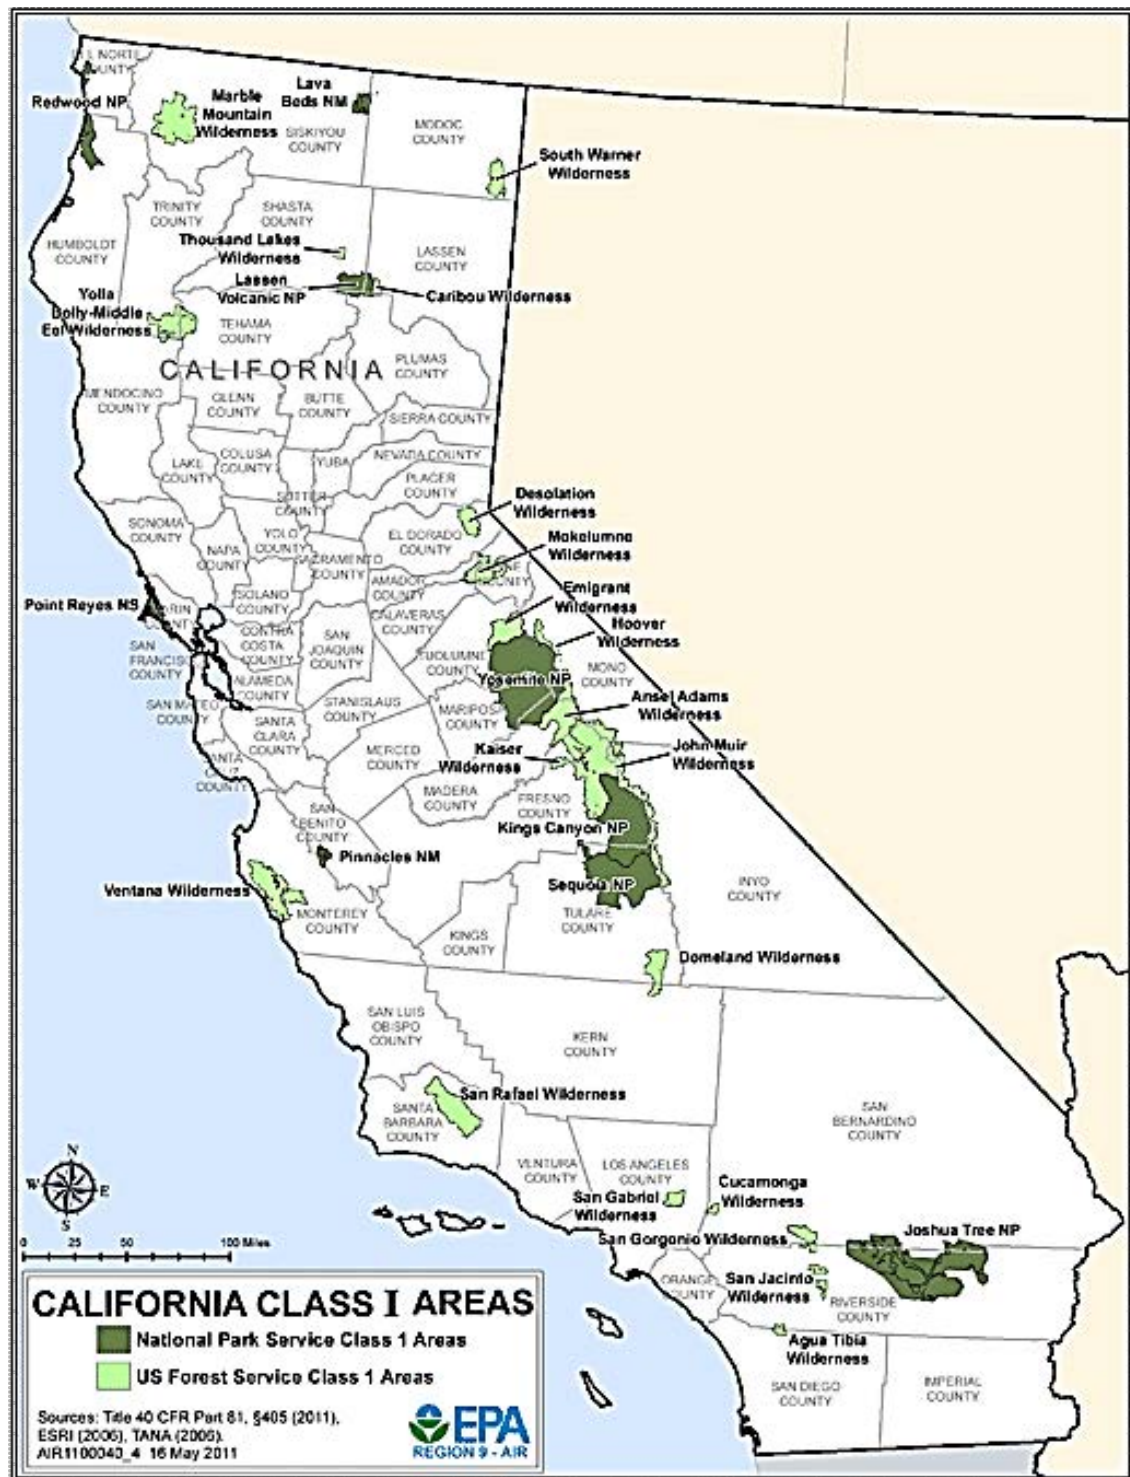 Redwood NP
Marble
Mountain
Wilderness
Lava
Beds NM
SISKIYOU
COUNTY
MODOC
COUNTY
South Warner
Wilderness
TRINITY
COUNTY
SHASTA
COUNTY
HUMBOLDT
COUNTY
Thousand Lakes
Wilderness
LASSEN
COUNTY
Lassen
Volcanic NP
Caribou Wilderness
Yolla
Bolly-Middle
Eel Wilderness
TEHAMA
COUNTY
CALIFORNIA
PLUMAS
COUNTY
MENDOCINO
COUNTY
GLENN
COUNTY
BUTTE
COUNTY
SIERRA COUNTY
LAKE
COUNTY
COLUSA
COUNTY
YUBA
NEVADA COUNTY
PLACER
COUNTY
SUTTER
COUNTY
Desolation
Wilderness
SONOMA
COUNTY
NAPA
COUNTY
YOLO
COUNTY
SACRAMENTO
COUNTY
EL DORADO
COUNTY
Mokelumne
Wilderness
AMADOR
COUNTY
COUNTY
Emigrant
Wilderness
Point Reyes NS
SOLANO
COUNTY
CALAVERAS
COUNTY
Hoover
Wilderness
CONTRA
COSTA
COUNTY
SAN
JOAQUIN
COUNTY
SAN
FRANCISCO
COUNTY
TUOLUMNE
COUNTY
MONO
COUNTY
Yosemite NP
ALAMEDA
COUNTY
SAN MATEO
COUNTY
STANISLAUS
COUNTY
MARIPOSA
COUNTY
Ansel Adams
Wilderness
SANTA
CLARA
COUNTY
MERCED
COUNTY
Kaiser
Wilderness
John Muir
Wilderness
COUNTY
MADERA
COUNTY
FRESNO
COUNTY
SAN
BENITO
COUNTY
Kings Canyon NP
Pinnacles NM
Ventana Wilderness
Sequoia NP
INYO
COUNTY
MONTEREY
COUNTY
TULARE
COUNTY
KINGS
COUNTY
Domeland Wilderness
SAN LUIS
OBISPO
COUNTY
KERN
COUNTY
San Rafael Wilderness
SANTA
BARBARA
COUNTY
SAN
BERNARDINO
COUNTY
VENTURA
COUNTY
LOS ANGELES
COUNTY
San Gabriel
Wilderness
Cucamonga
Wilderness
San Gorgonio Wilderness
Joshua Tree NP
ORANGE
COUNTY
San Jacinto
Wilderness
RIVERSIDE
COUNTY
Agua Tibia
Wilderness
SAN DIEGO
COUNTY
IMPERIAL
COUNTY
N
W
E
S
0 25 50 100 Miles
CALIFORNIA CLASS I AREAS
National Park Service Class 1 Areas
US Forest Service Class 1 Areas
Sources: Title 40 CFR Part 81, §405 (2011),
ESRI (2006), TANA (2006).
AIR1100040_4 16 May 2011
EPA
REGION 9 - AIR